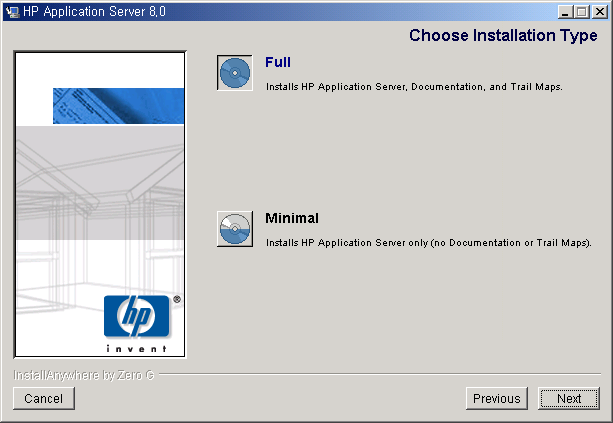 HP Application Server 8,0
Choose Installation Type
Full
Installs HP Application Server, Documentation, and Trail Maps.
Minimal
Installs HP Application Server only (no Documentation or Trail Maps).
hp
®
invent
InstallAnywhere by Zero G
Cancel
Previous
Next